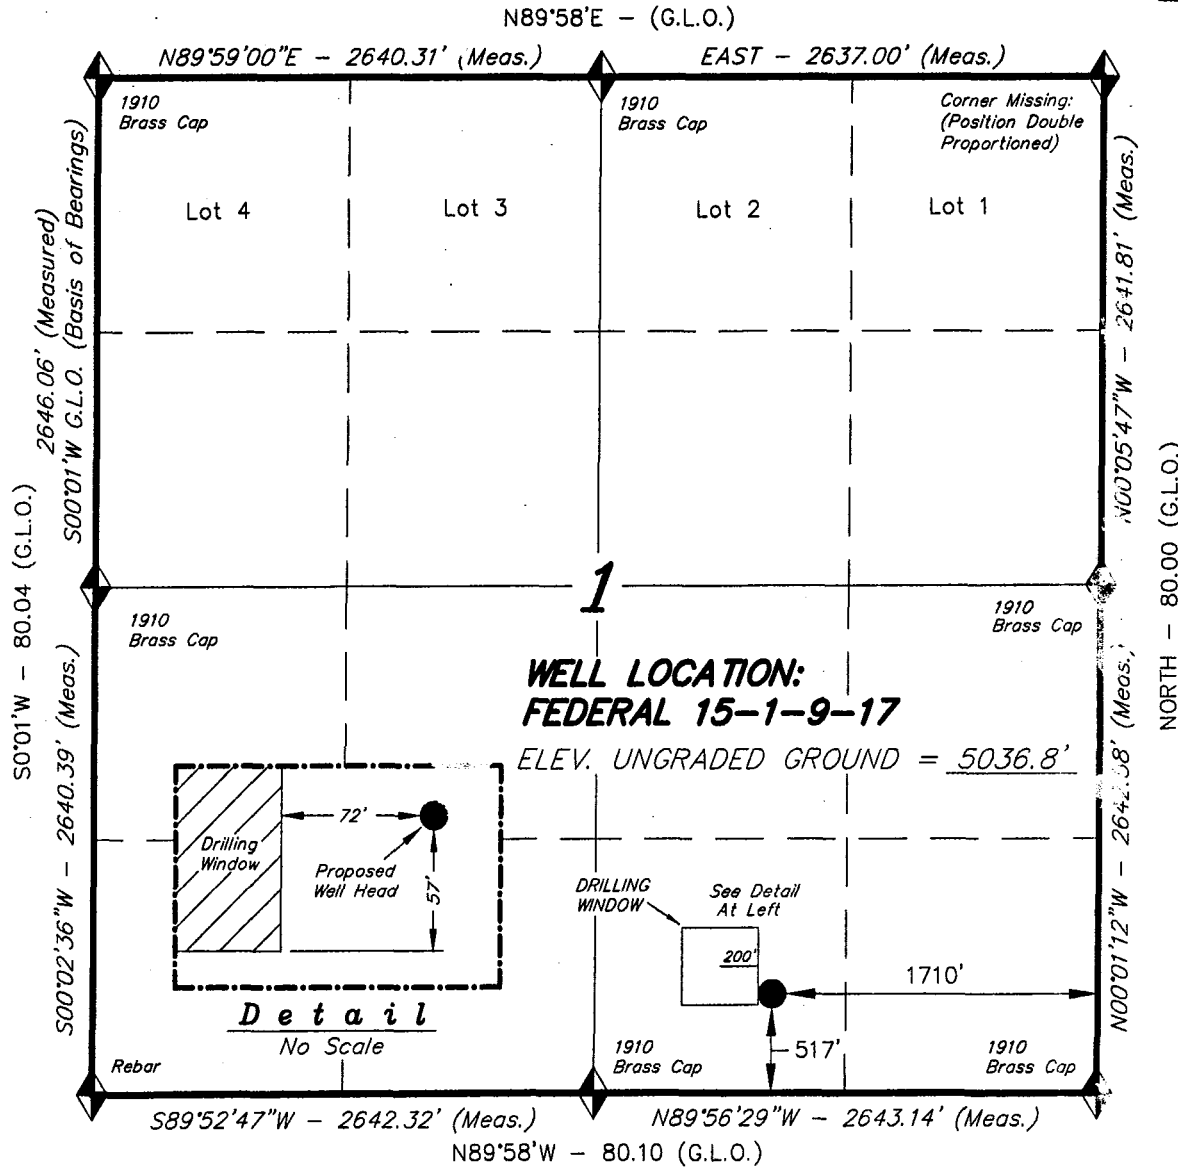 N89°58'E - (G.L.O.)
N89°59'00"E - 2640.31' (Meas.)
EAST - 2637.00' (Meas.)
1910
Brass Cap
1910
Brass Cap
Corner Missing:
(Position Double
Proportioned)
Lot 4
Lot 3
Lot 2
Lot 1
2646.06' (Measured)
S00°01'W G.L.O. (Basis of Bearings)
N00°05'47"W - 2641.81' (Meas.)
S0°01'W - 80.04 (G.L.O.)
NORTH - 80.00 (G.L.O.)
1
1910
Brass Cap
1910
Brass Cap
WELL LOCATION:
FEDERAL 15-1-9-17
ELEV. UNGRADED GROUND = 5036.8'
S00°02'36"W - 2640.39' (Meas.)
N00°01'12"W - 2642.58' (Meas.)
72'
Drilling
Window
Proposed
Well Head
57'
Detail
No Scale
DRILLING
WINDOW
See Detail
At Left
200'
1710'
517'
Rebar
1910
Brass Cap
1910
Brass Cap
S89°52'47"W - 2642.32' (Meas.)
N89°56'29"W - 2643.14' (Meas.)
N89°58'W - 80.10 (G.L.O.)